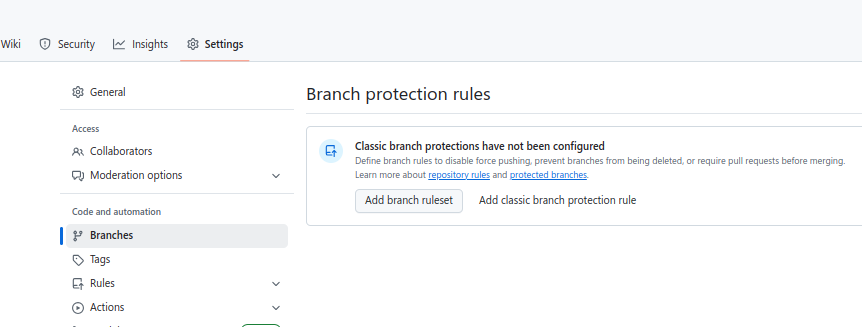 Wiki Security Insights Settings
General
Access
Collaborators
Moderation options
Code and automation
Branches
Tags
Rules
Actions
Branch protection rules
Classic branch protections have not been configured
Define branch rules to disable force pushing, prevent branches from being deleted, or require pull requests before merging.
Learn more about repository rules and protected branches.
Add branch ruleset Add classic branch protection rule